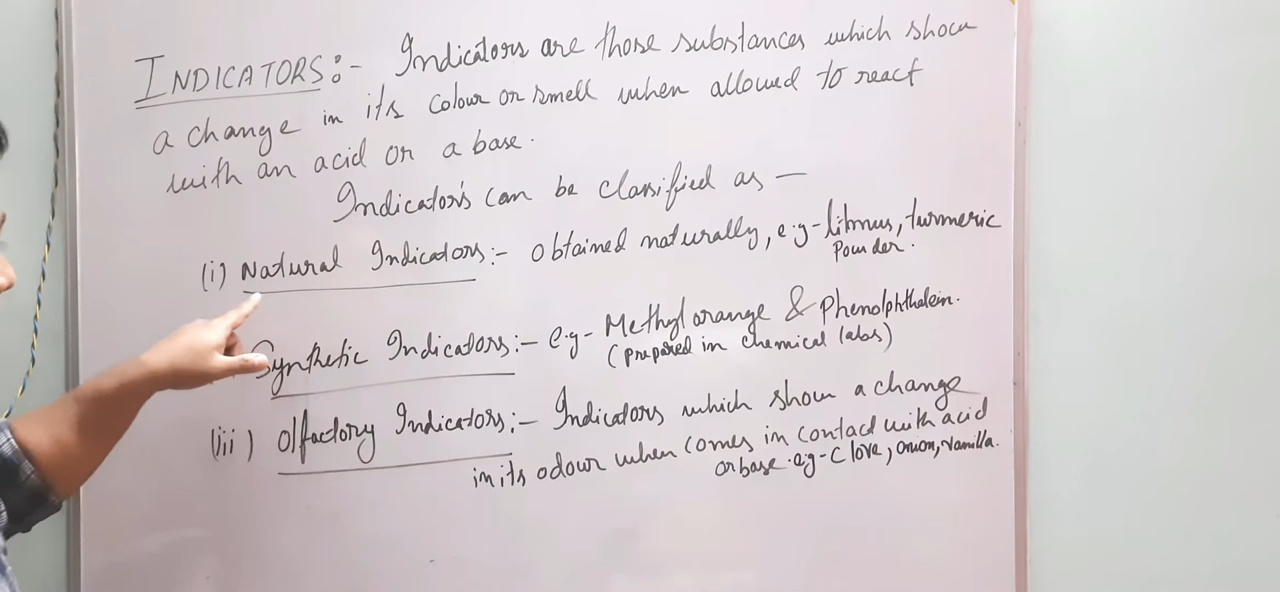 INDICATORS:- Indicators are those substances which show
a change in its colour or smell when allowed to react
with an acid or a base.
Indicators can be classified as —
(i) Natural Indicators:- obtained naturally, e.g- litmus, turmeric
Powder.
Synthetic Indicators:- e.g- Methyl orange & Phenolphthalein.
(prepared in chemical labs)
(iii) Olfactory Indicators:- Indicators which show a change
in its odour when comes in contact with acid
or base. e.g- Clove, onion, vanilla.